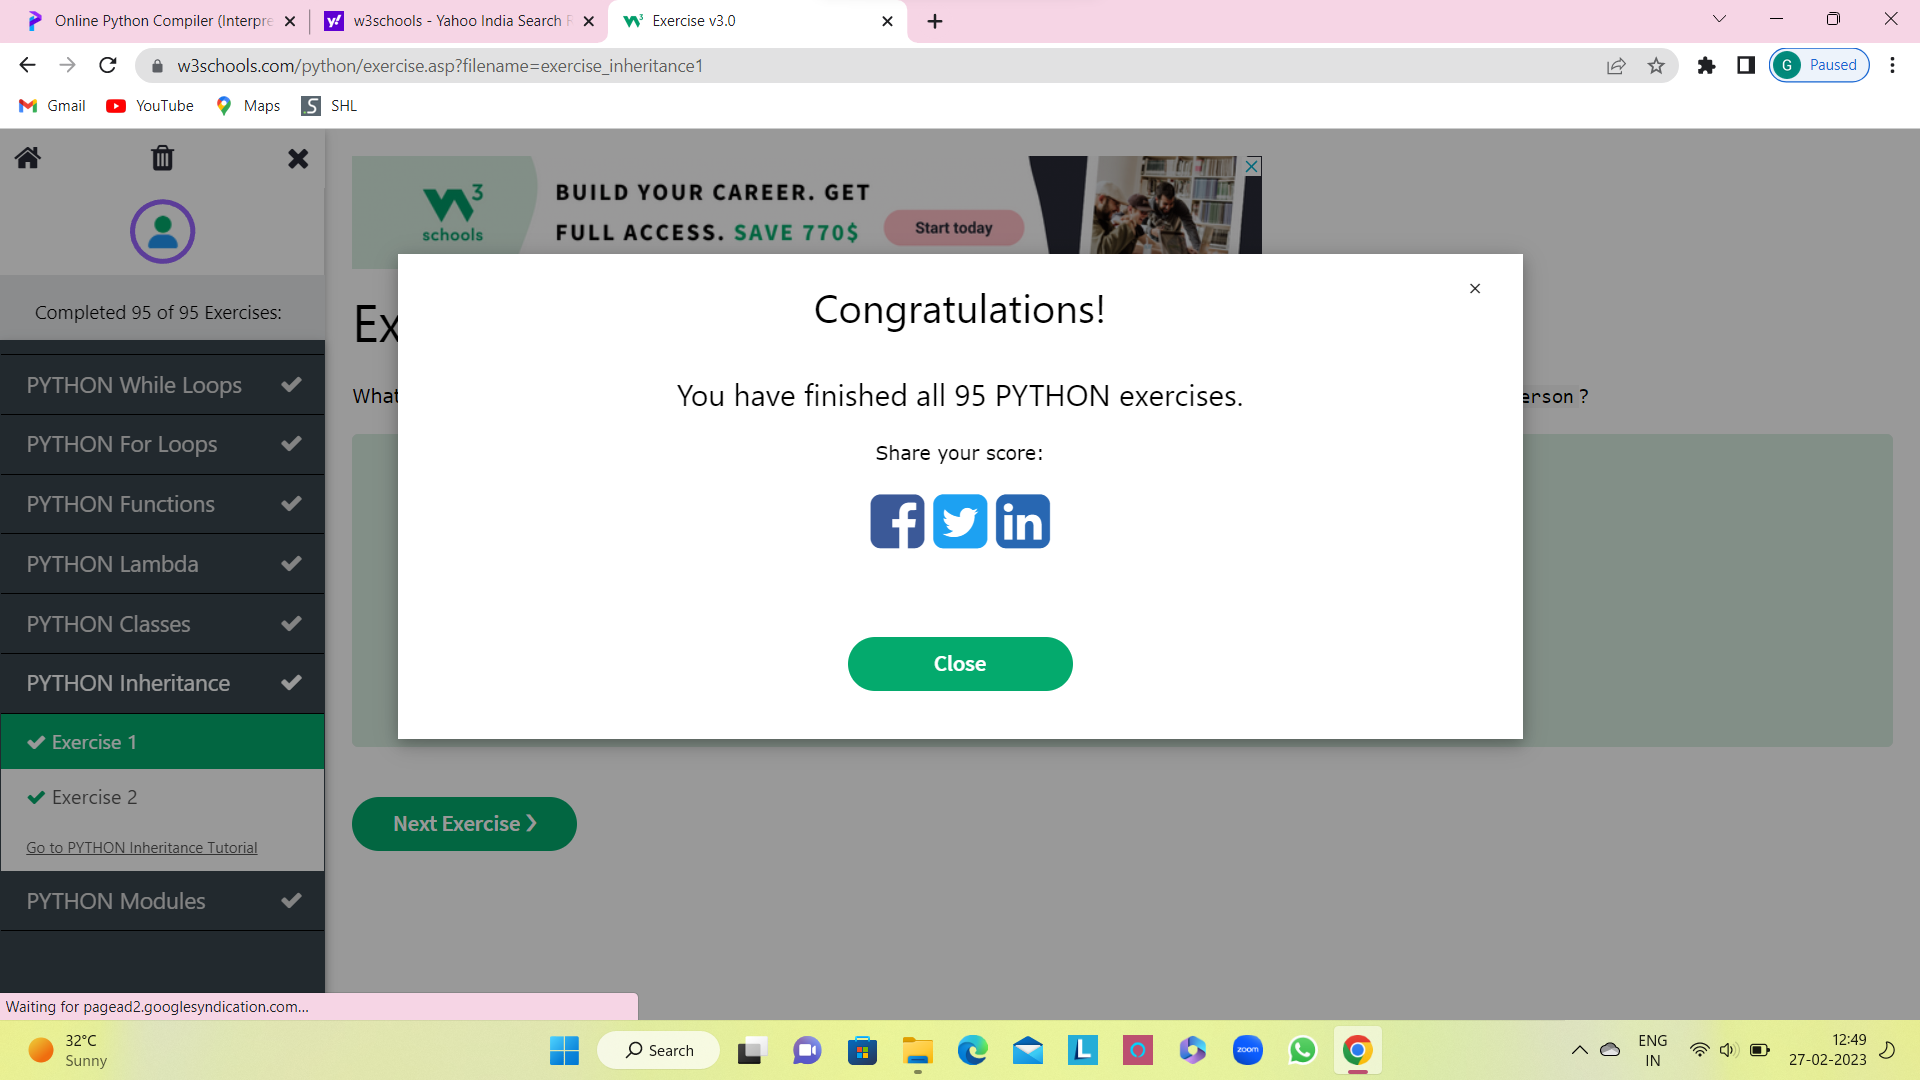 Online Python Compiler (Interpre
w3schools - Yahoo India Search R
Exercise v3.0
w3schools.com/python/exercise.asp?filename=exercise_inheritance1
G Paused
Gmail YouTube Maps S SHL
Completed 95 of 95 Exercises:
PYTHON While Loops
PYTHON For Loops
PYTHON Functions
PYTHON Lambda
PYTHON Classes
PYTHON Inheritance
Exercise 1
Exercise 2
Go to PYTHON Inheritance Tutorial
PYTHON Modules
3
schools
BUILD YOUR CAREER. GET
FULL ACCESS. SAVE 770$
Start today
Ex
What
erson ?
Congratulations!
You have finished all 95 PYTHON exercises.
Share your score:
Close
Next Exercise ❯
Waiting for pagead2.googlesyndication.com...
32°C
Sunny
Search
zoom
ENG
IN
12:49
27-02-2023